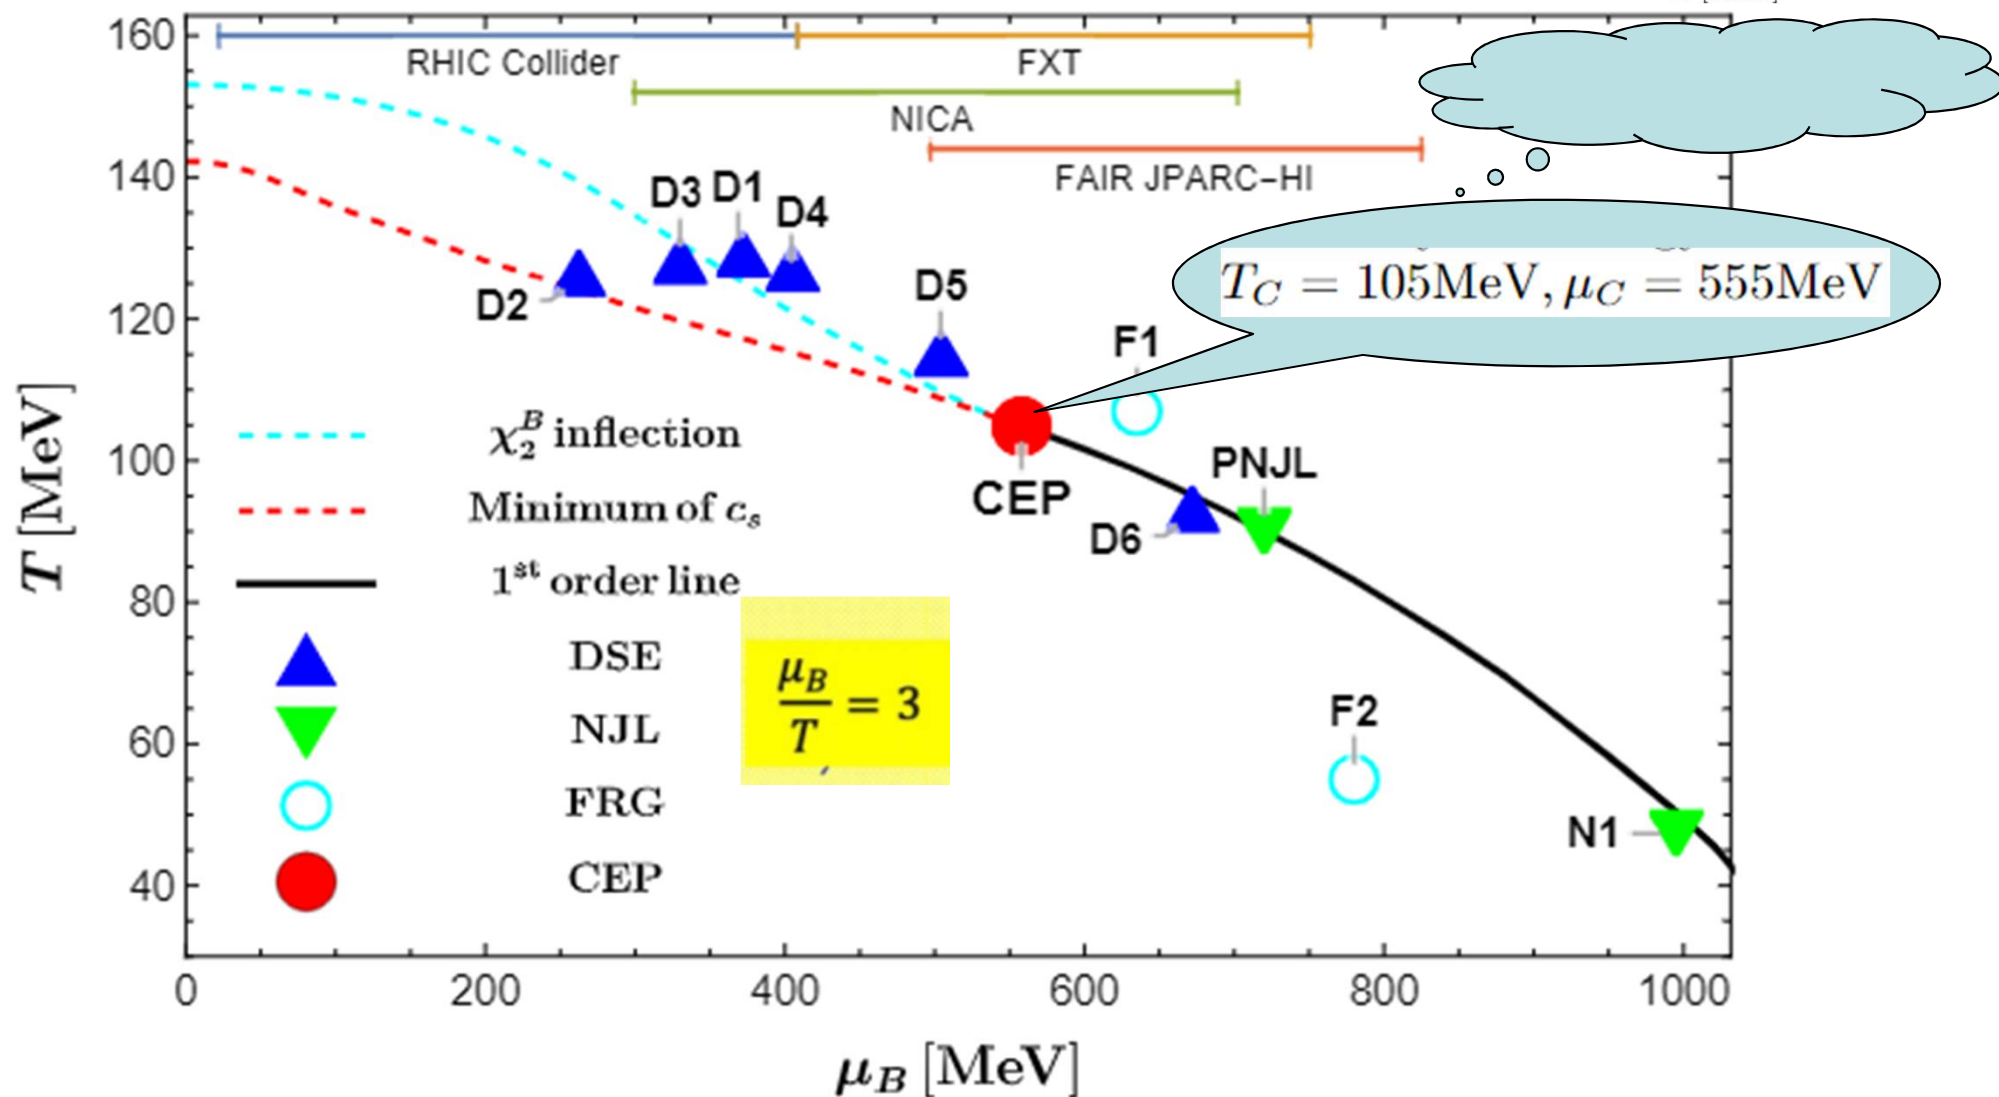 160
RHIC Collider
FXT
NICA
FAIR JPARC-HI
140
D3
D1
D4
D2
T_C = 105MeV, μ_C = 555MeV
120
D5
F1
100
χ_2^B inflection
Minimum of c_s
1st order line
CEP
PNJL
D6
80
DSE
NJL
FRG
CEP
μ_B/T = 3
60
F2
N1
40
T [MeV]
0 200 400 600 800 1000
μ_B [MeV]